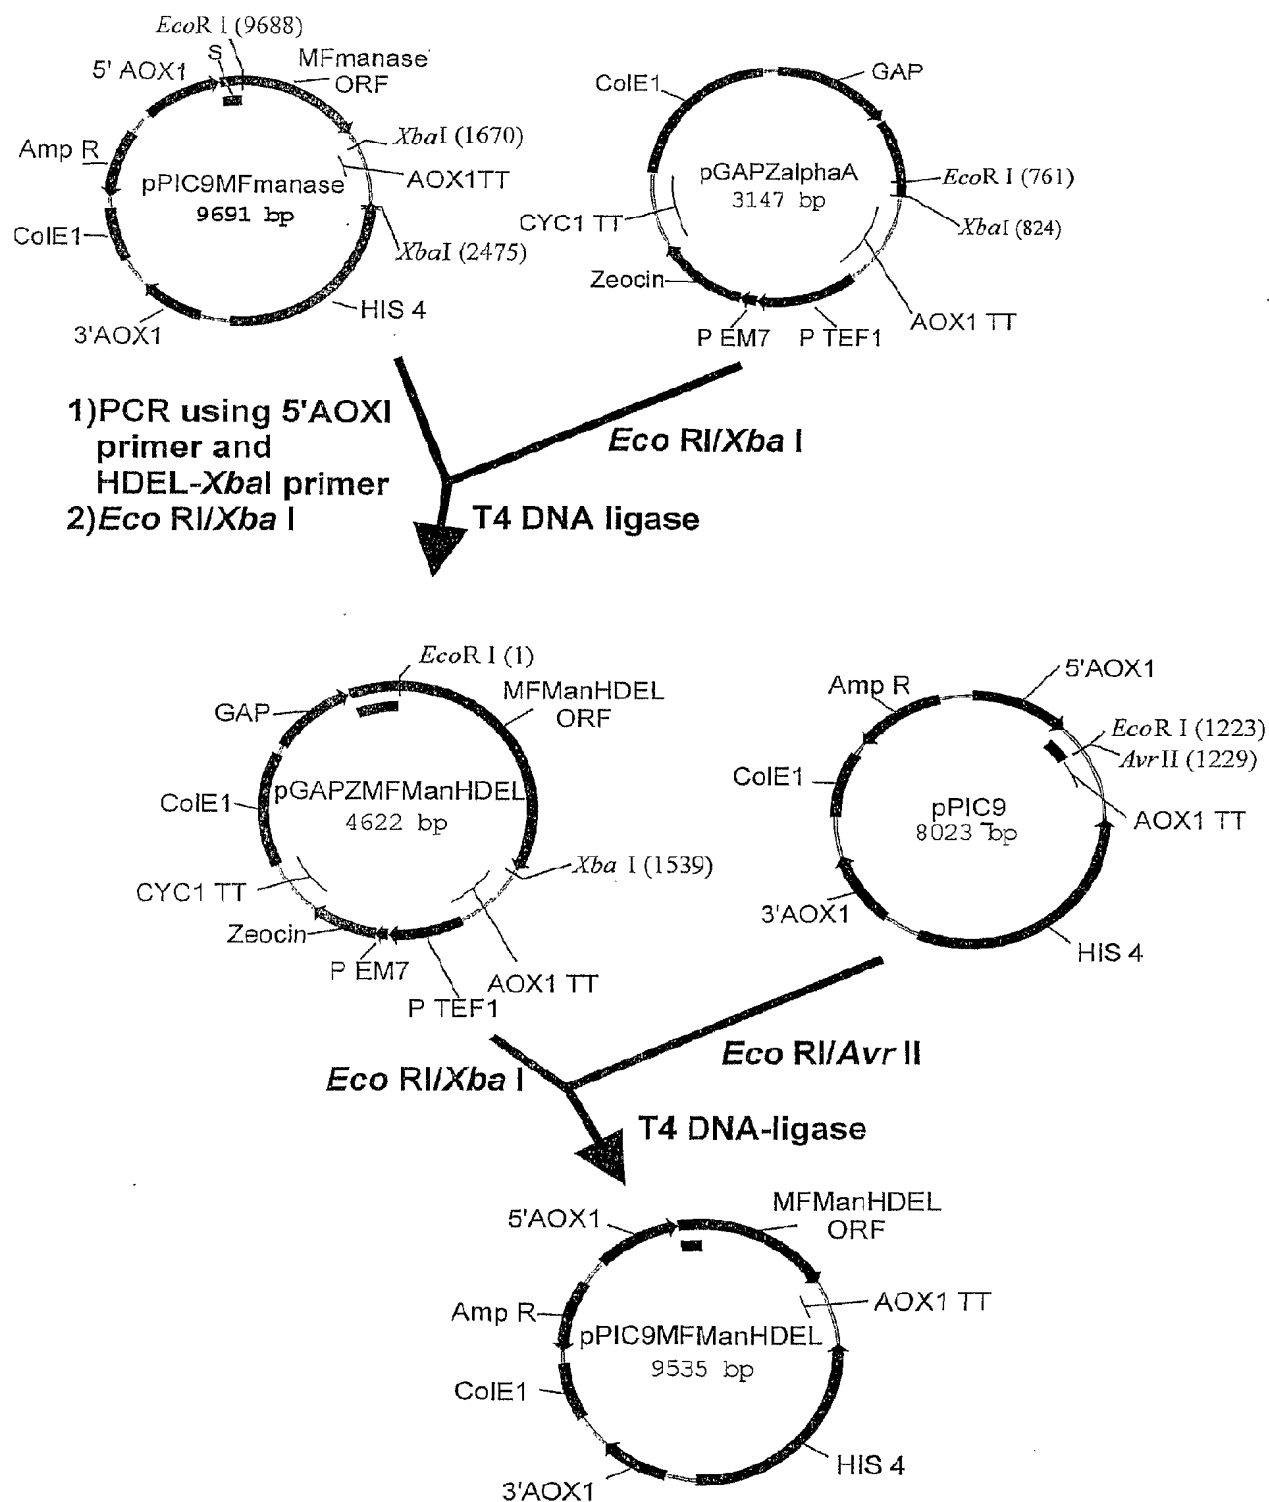 EcoR I (9688)
S
5' AOX1
MFmanase
ORF
Amp R
XbaI (1670)
pPIC9MFmanase
9691 bp
AOX1TT
ColE1
XbaI (2475)
HIS 4
3'AOX1
ColE1
GAP
pGAPZalphaA
3147 bp
EcoR I (761)
XbaI (824)
CYC1 TT
Zeocin
P EM7
P TEF1
AOX1 TT
1)PCR using 5'AOXI
primer and
HDEL-XbaI primer
2)Eco RI/Xba I
Eco RI/Xba I
T4 DNA ligase
EcoR I (1)
GAP
MFManHDEL
ORF
ColE1
pGAPZMFManHDEL
4622 bp
Xba I (1539)
CYC1 TT
Zeocin
P EM7
P TEF1
AOX1 TT
5'AOX1
Amp R
EcoR I (1223)
AvrII (1229)
ColE1
pPIC9
8023 bp
AOX1 TT
3'AOX1
HIS 4
Eco RI/Xba I
Eco RI/Avr II
T4 DNA-ligase
5'AOX1
MFManHDEL
ORF
Amp R
AOX1 TT
pPIC9MFManHDEL
9535 bp
ColE1
HIS 4
3'AOX1